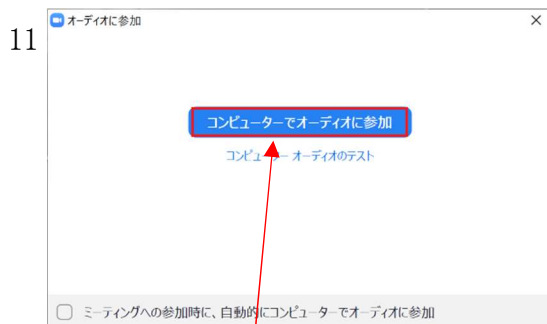 11
オーディオに参加
コンピューターでオーディオに参加
コンピューター オーディオのテスト
ミーティングへの参加時に、自動的にコンピューターでオーディオに参加